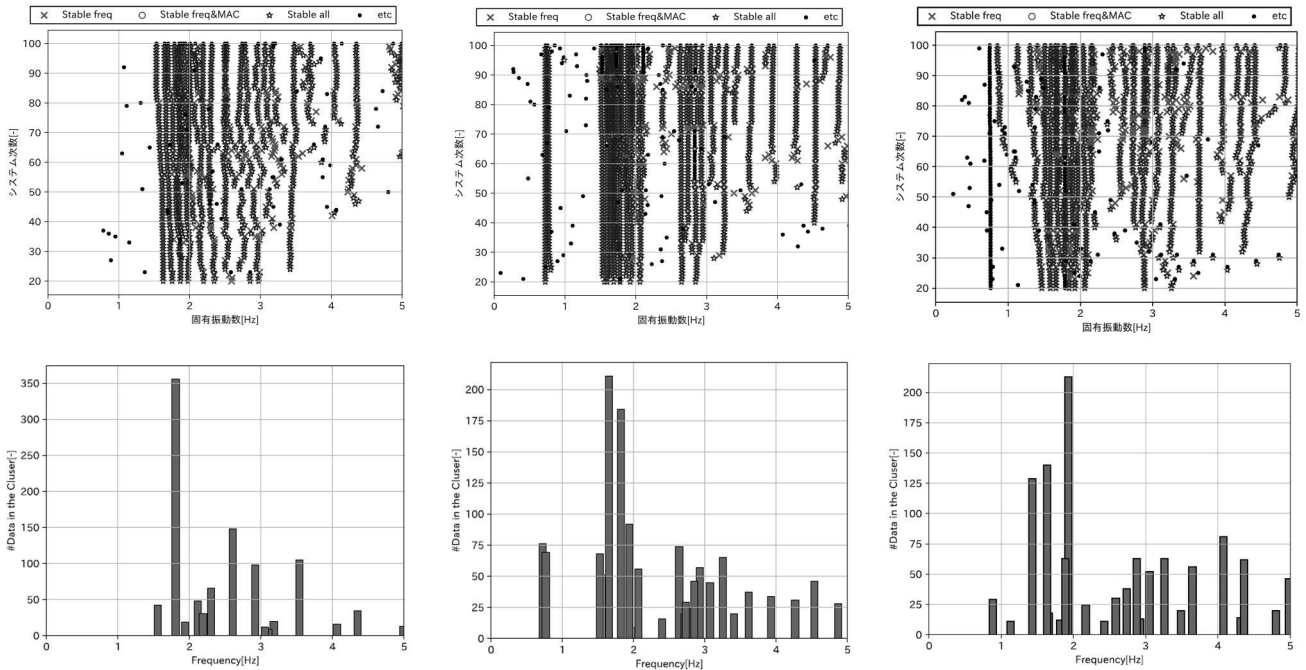 Stable freq Stable freq&MAC Stable all etc
Stable freq Stable freq&MAC Stable all etc
Stable freq Stable freq&MAC Stable all etc
システム次数[-]
100
90
80
70
60
50
40
30
20
0 1 2 3 4 5
固有振動数[Hz]
システム次数[-]
100
90
80
70
60
50
40
30
20
0 1 2 3 4 5
固有振動数[Hz]
システム次数[-]
100
90
80
70
60
50
40
30
20
0 1 2 3 4 5
固有振動数[Hz]
#Data in the Cluser[-]
350
300
250
200
150
100
50
0
0 1 2 3 4 5
Frequency[Hz]
#Data in the Cluser[-]
200
175
150
125
100
75
50
25
0
0 1 2 3 4 5
Frequency[Hz]
#Data in the Cluser[-]
200
175
150
125
100
75
50
25
0
0 1 2 3 4 5
Frequency[Hz]